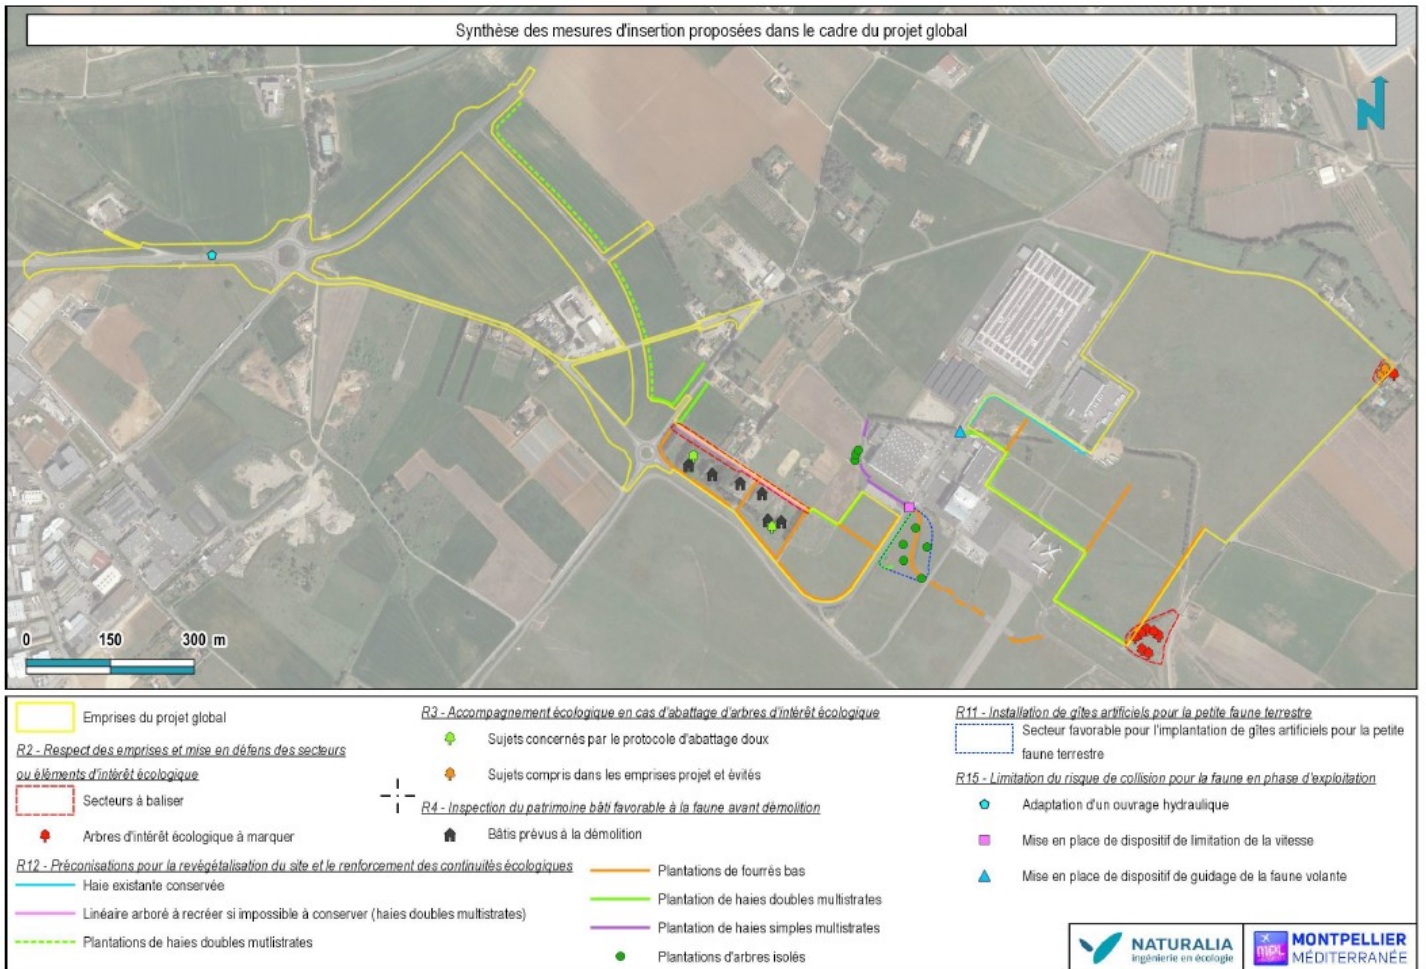 Synthèse des mesures d'insertion proposées dans le cadre du projet global
N
0 150 300 m
Emprises du projet global
R2 - Respect des emprises et mise en défens des secteurs
ou éléments d'intérêt écologique
Secteurs à baliser
Arbres d'intérêt écologique à marquer
R3 - Accompagnement écologique en cas d'abattage d'arbres d'intérêt écologique
Sujets concernés par le protocole d'abattage doux
Sujets compris dans les emprises projet et évités
R4 - Inspection du patrimoine bâti favorable à la faune avant démolition
Bâtis prévus à la démolition
R11 - Installation de gîtes artificiels pour la petite faune terrestre
Secteur favorable pour l'implantation de gîtes artificiels pour la petite
faune terrestre
R15 - Limitation du risque de collision pour la faune en phase d'exploitation
Adaptation d'un ouvrage hydraulique
Mise en place de dispositif de limitation de la vitesse
Mise en place de dispositif de guidage de la faune volante
R12 - Préconisations pour la revégétalisation du site et le renforcement des continuités écologiques
Haie existante conservée
Linéaire arboré à recréer si impossible à conserver (haies doubles multistrates)
Plantations de haies doubles mutlistrates
Plantations de fourrés bas
Plantation de haies doubles multistrates
Plantation de haies simples multistrates
Plantations d'arbres isolés
NATURALIA
ingénierie en écologie
mpl
MONTPELLIER
MÉDITERRANÉE